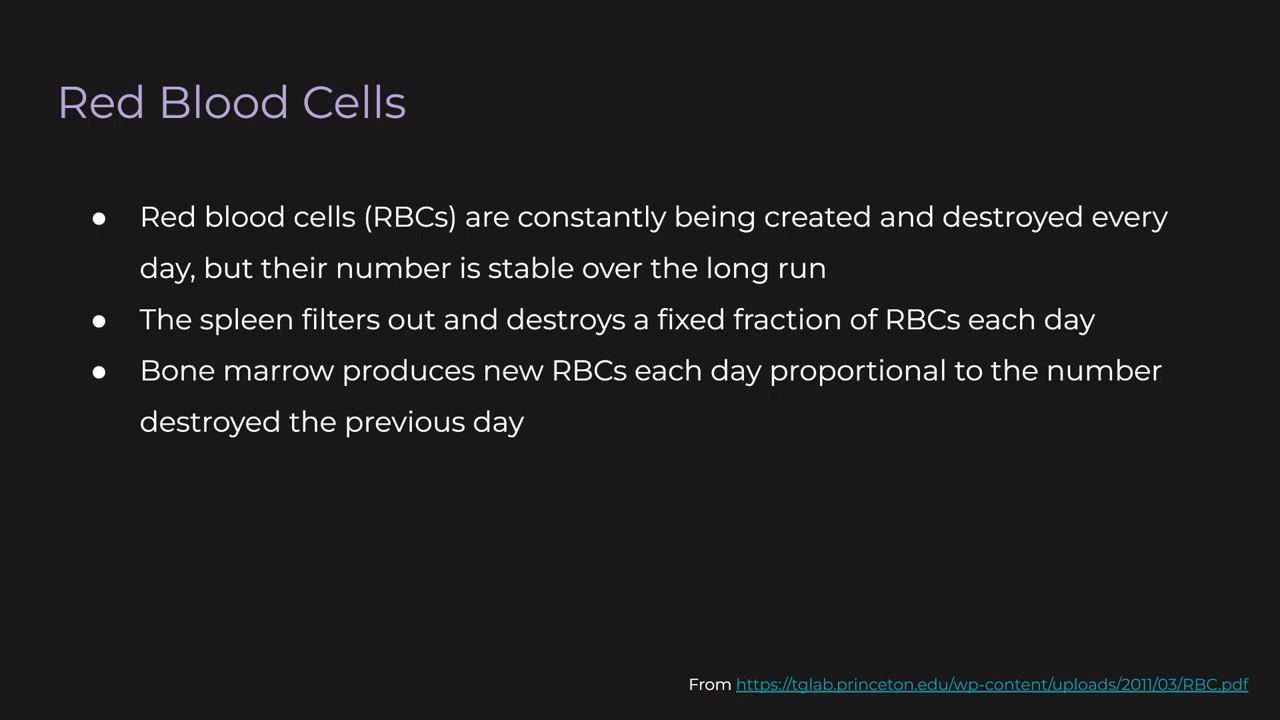 Red Blood Cells
● Red blood cells (RBCs) are constantly being created and destroyed every
day, but their number is stable over the long run
● The spleen filters out and destroys a fixed fraction of RBCs each day
● Bone marrow produces new RBCs each day proportional to the number
destroyed the previous day
From https://tglab.princeton.edu/wp-content/uploads/2011/03/RBC.pdf